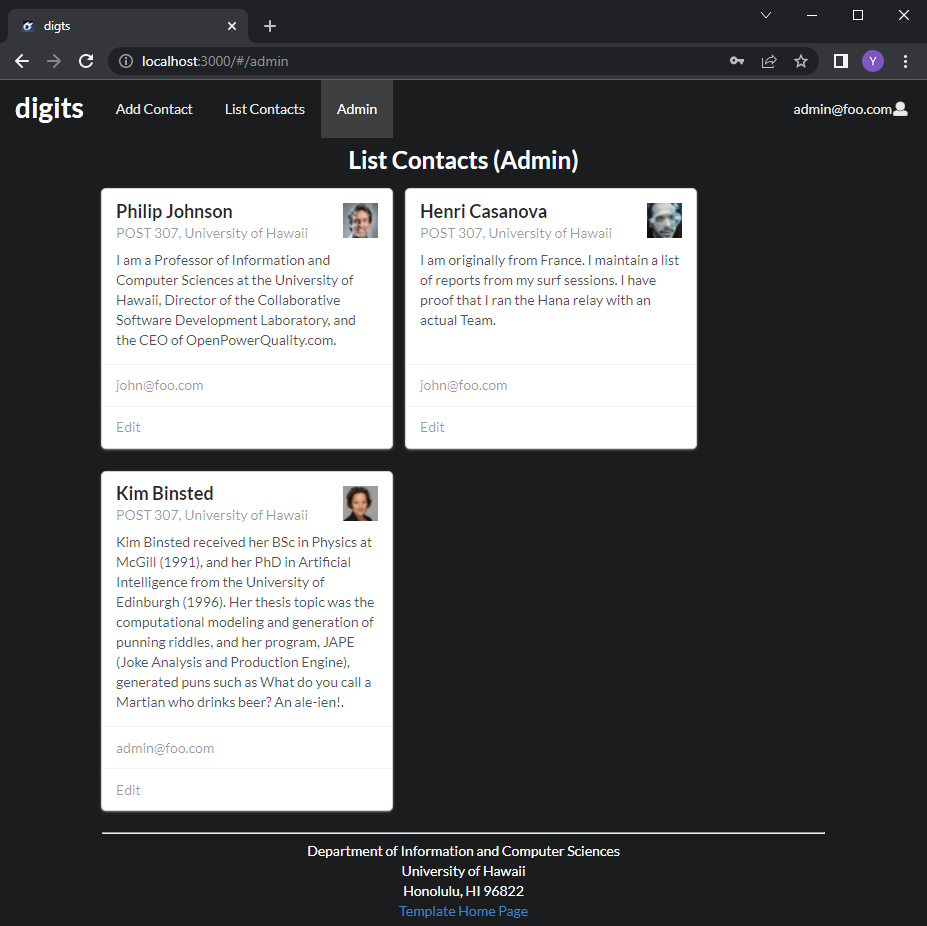 digts
localhost:3000/#/admin
Y
digits
Add Contact
List Contacts
Admin
admin@foo.com
List Contacts (Admin)
Philip Johnson
POST 307, University of Hawaii
I am a Professor of Information and
Computer Sciences at the University of
Hawaii, Director of the Collaborative
Software Development Laboratory, and
the CEO of OpenPowerQuality.com.
john@foo.com
Edit
Henri Casanova
POST 307, University of Hawaii
I am originally from France. I maintain a list
of reports from my surf sessions. I have
proof that I ran the Hana relay with an
actual Team.
john@foo.com
Edit
Kim Binsted
POST 307, University of Hawaii
Kim Binsted received her BSc in Physics at
McGill (1991), and her PhD in Artificial
Intelligence from the University of
Edinburgh (1996). Her thesis topic was the
computational modeling and generation of
punning riddles, and her program, JAPE
(Joke Analysis and Production Engine),
generated puns such as What do you call a
Martian who drinks beer? An ale-ien!.
admin@foo.com
Edit
Department of Information and Computer Sciences
University of Hawaii
Honolulu, HI 96822
Template Home Page